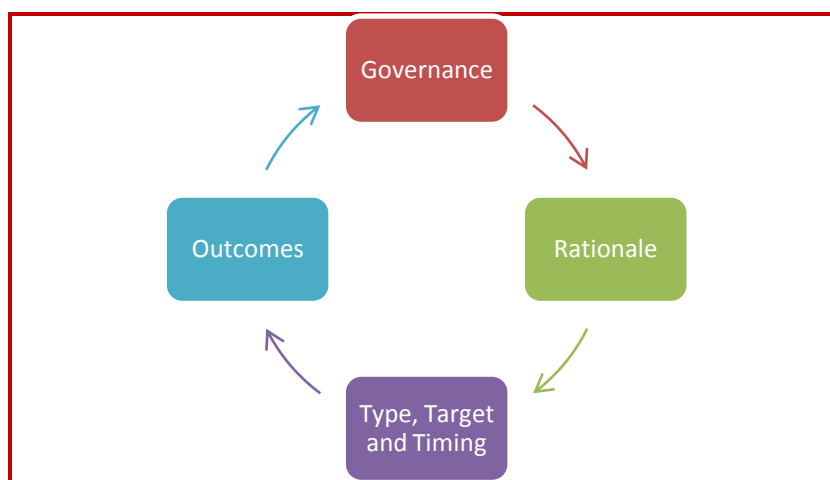 Governance
Rationale
Type, Target
and Timing
Outcomes